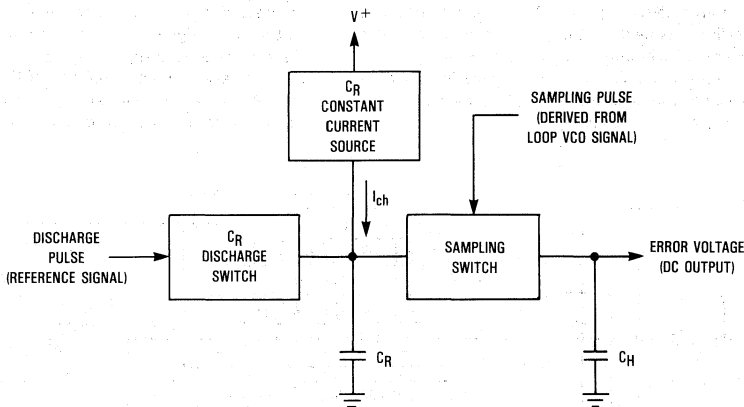 V+
CR
CONSTANT
CURRENT
SOURCE
SAMPLING PULSE
(DERIVED FROM
LOOP VCO SIGNAL)
Ich
DISCHARGE
PULSE
(REFERENCE SIGNAL)
CR
DISCHARGE
SWITCH
SAMPLING
SWITCH
ERROR VOLTAGE
(DC OUTPUT)
CR
CH